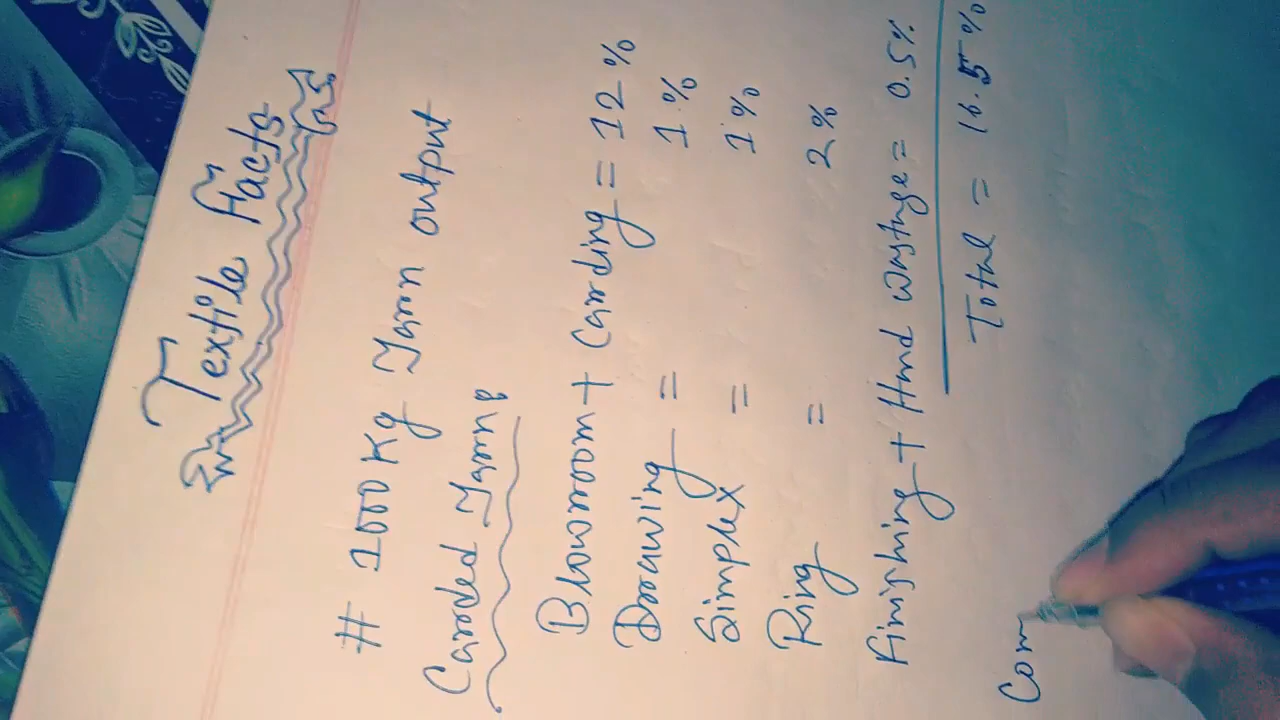 Textile Facts
# 1000 Kg Yarn output
Carded Yarn
Blowroom + Carding = 12 %
Drawing = 1 %
Simplex = 1 %
Ring = 2 %
Finishing + Hard wastage = 0.5 %
Total = 16.5 %
Com